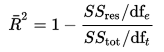 R̄² = 1 − (SS_res/df_e) / (SS_tot/df_t)